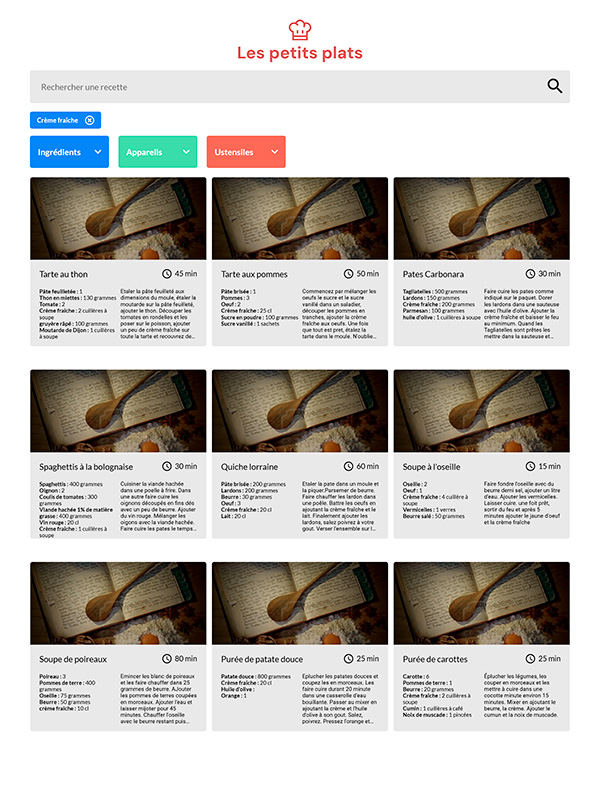 Les petits plats
Rechercher une recette
Crème fraîche
Ingrédients
Appareils
Ustensiles
Tarte au thon
45 min
Pâte feuilletée : 1
Thon en miettes : 130 grammes
Tomate : 2
Crème fraîche : 2 cuillères à
soupe
gruyère râpé : 100 grammes
Moutarde de Dijon : 1 cuillères
à soupe
Etaler la pâte feuilleté aux
dimensions du moule, étaler la
moutarde sur la pâte feuilleté,
ajouter le thon. Découper les
tomates en rondelles et les
poser sur le poisson; ajouter
un peu de crème fraîche sur
toute la tarte et recouvrez de...
Tarte aux pommes
50 min
Pâte brisée : 1
Pommes : 3
Oeuf : 2
Crème fraîche : 25 cl
Sucre en poudre : 100 grammes
Sucre vanillé : 1 sachets
Commencez par mélanger les
oeufs le sucre et le sucre
vanillé dans un saladier,
découper les pommes en
tranches, ajouter la crème
fraîche aux oeufs. Une fois
que tout est pret, étalez la
tarte dans le moule. N'oublie...
Pates Carbonara
30 min
Tagliatelles : 500 grammes
Lardons : 150 grammes
Crème fraîche : 200 grammes
Parmesan : 100 grammes
huile d'olive : 1 cuillères à soupe
Faire cuire les pates comme
indiqué sur le paquet. Dorer
les lardons dans une sauteuse
avec l'huile d'olive. Ajouter la
crème fraîche et baisser le feu
au minimum. Quand les
Tagliatelles sont prêtes les
mettre dans la sauteuse et...
Spaghettis à la bolognaise
30 min
Spaghettis : 400 grammes
Oignon : 2
Coulis de tomates : 300
grammes
Viande hachée 1% de matière
grasse : 400 grammes
Vin rouge : 20 cl
Crème fraîche : 1 cuillères à
soupe
Cuisiner la viande hachée
dans une poelle à frire. Dans
une autre faire cuire les
oignons découpés en fin dés
avec un peu de beurre. Ajouter
du vin rouge. Mélanger les
oigons avec la viande hachée.
Faire cuire les pates le temps...
Quiche lorraine
60 min
Pâte brisée : 200 grammes
Lardons : 200 grammes
Beurre : 30 grammes
Oeuf : 3
Crème fraîche : 20 cl
Lait : 20 cl
Etaler la pate dans un moule et
la piquer.Parsemer de beurre.
Faire chauffer les lardon dans
une poêle. Battre les oeufs en
ajoutant la crème fraîche et le
lait. Finalement ajouter les
lardons, salez poivrez à votre
gout. Verser l'ensemble sur l...
Soupe à l'oseille
15 min
Oseille : 2
Oeuf : 1
Crème fraîche : 4 cuillère à
soupe
Vermicelles : 1 verres
Beurre salé : 50 grammes
Faire fondre l'oseille avec du
beurre demi sel, ajouter un litre
d'eau. Ajouter les vermicelles.
Laisser cuire. une foit prêt,
sortir du feu et après 5
minutes ajouter le jaune d'oeuf
et la crème fraîche
Soupe de poireaux
80 min
Poireau : 3
Pommes de terre : 400
grammes
Oseille : 75 grammes
Beurre : 50 grammes
crème fraîche : 10 cl
Emincer les blanc de poireaux
et les faire chauffer dans 25
grammes de beurre. AJouter
les pommes de terres coupées
en morceaux. Ajouter l'eau et
laisser mijoter pour 45
minutes. Chauffer l'oseille
avec le beurre restant puis...
Purée de patate douce
25 min
Patate douce : 800 grammes
Crème fraîche : 20 cl
Huile d'olive :
Orange : 1
Eplucher les patates douces et
coupez les en morceaux. Les
faire cuire durant 20 minute
dans une casserolle d'eau
bouillante. Passer au mixer en
ajoutant la crème et l'huile
d'olive à son gout. Salez,
poivrez. Pressez l'orange et...
Purée de carottes
25 min
Carotte : 6
Pommes de terre : 1
Beurre : 20 grammes
Crème fraîche : 2 cuillères à
soupe
Cumin : 1 cuillères à café
Noix de muscade : 1 pincées
Éplucher les légumes, les
couper en morceaux et les
mettre à cuire dans une
cocotte minute environ 15
minutes. Mixer en ajoutant le
beurre, la crème. Ajouter le
cumun et la noix de muscade.